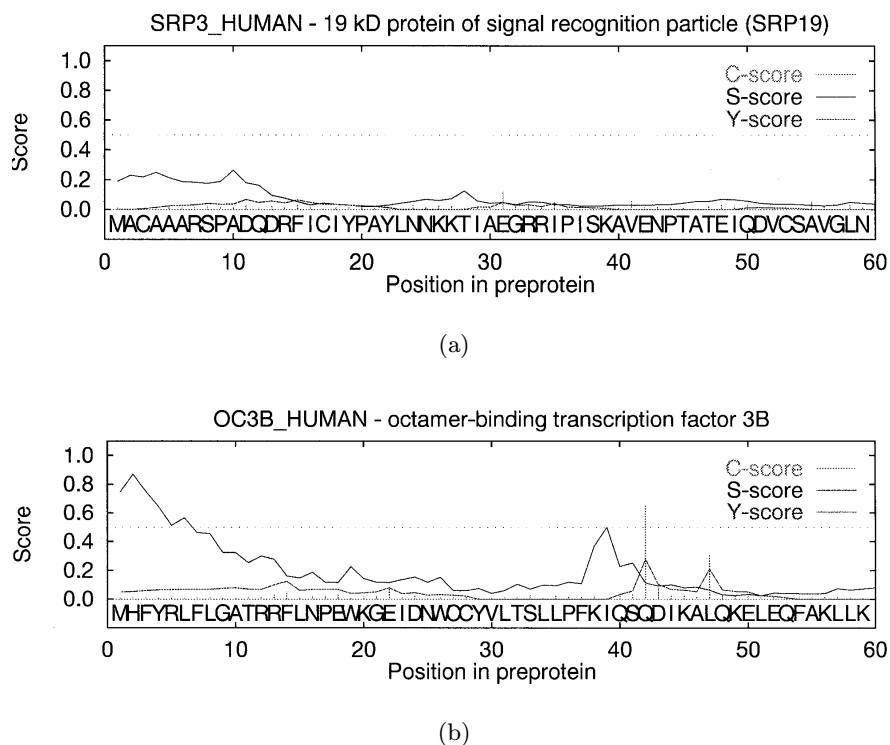 SRP3_HUMAN - 19 kD protein of signal recognition particle (SRP19)
1.0
0.8
0.6
0.4
0.2
0.0
Score
C-score
S-score
Y-score
MACAAARSPADQDRFICIYPAYLNNKKTIAEGRRIPISKAVENPTATEIQDVCSAVGLN
0 10 20 30 40 50 60
Position in preprotein
(a)
OC3B_HUMAN - octamer-binding transcription factor 3B
1.0
0.8
0.6
0.4
0.2
0.0
Score
C-score
S-score
Y-score
MHFYRLFLGATRRFLNPEWKGEIDNWCCYVLTSLLPFKIQSQDIKALQKELEQFAKLLK
0 10 20 30 40 50 60
Position in preprotein
(b)